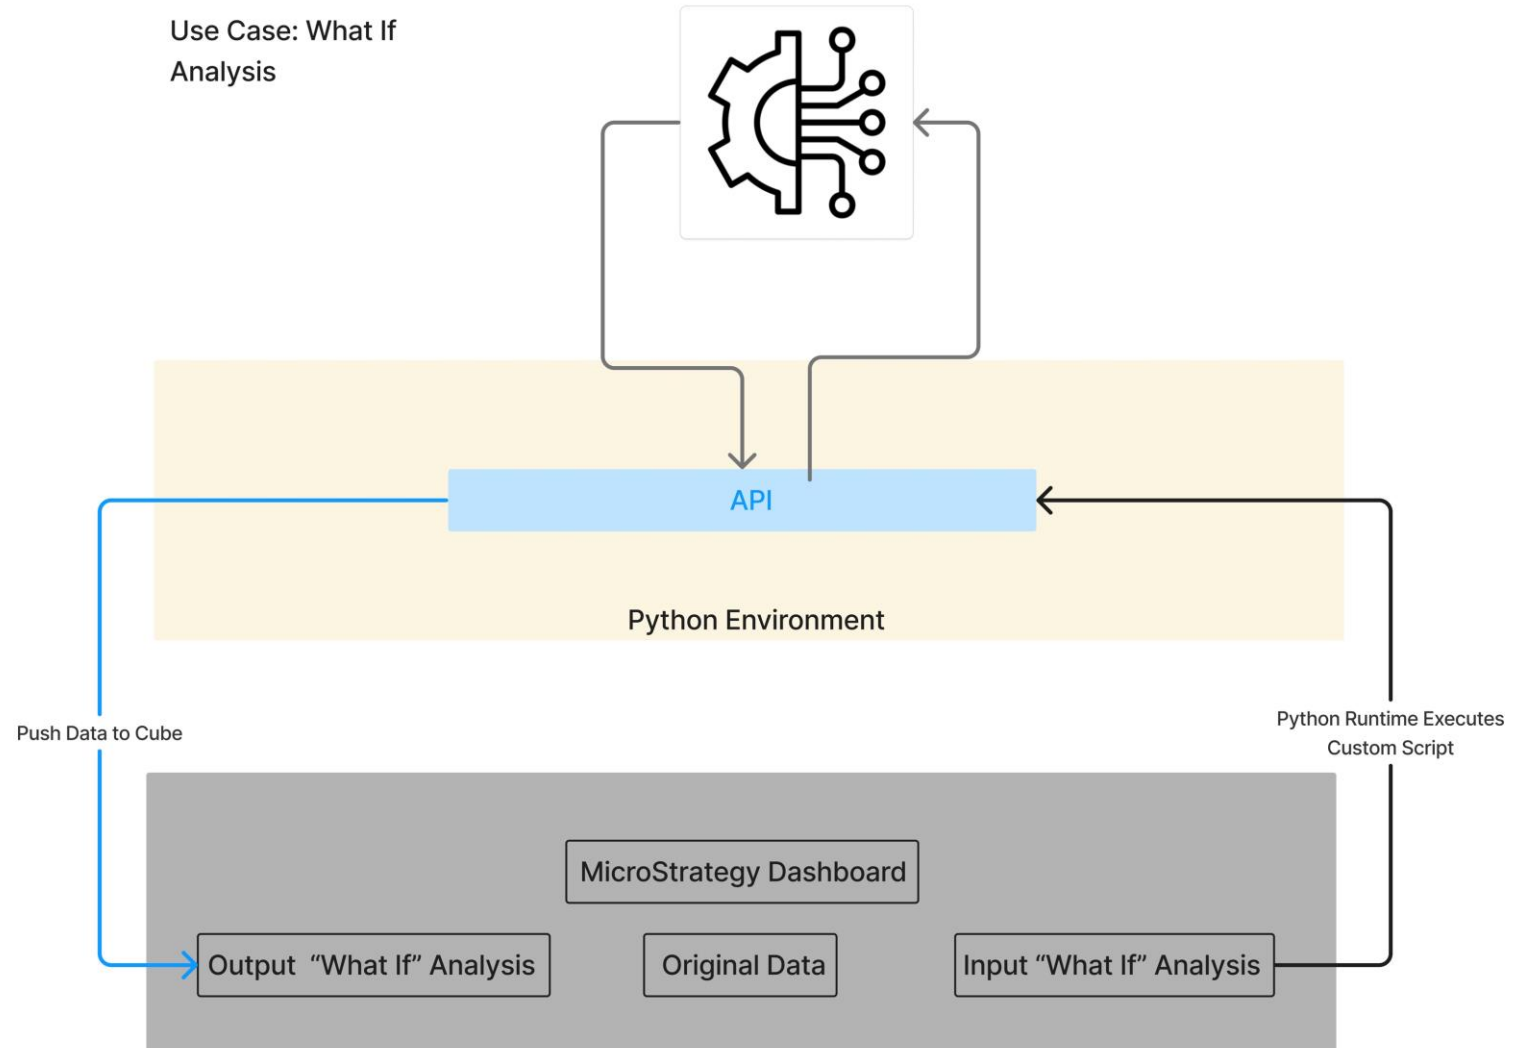 Use Case: What If
Analysis
API
Python Environment
Push Data to Cube
Python Runtime Executes
Custom Script
MicroStrategy Dashboard
Output “What If” Analysis
Original Data
Input “What If” Analysis